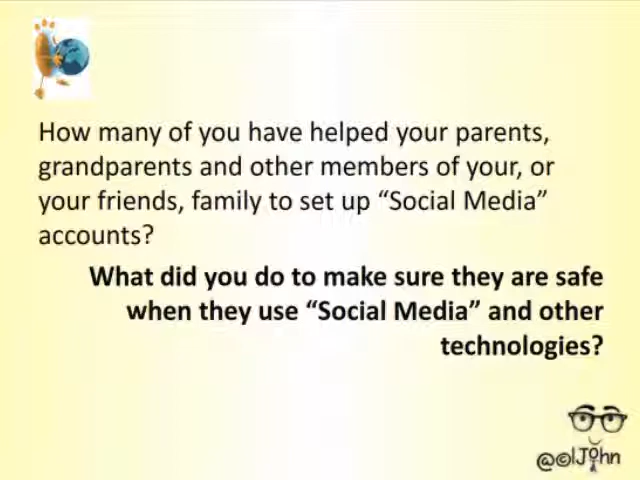 How many of you have helped your parents,
grandparents and other members of your, or
your friends, family to set up “Social Media”
accounts?
What did you do to make sure they are safe
when they use “Social Media” and other
technologies?
@©lJOhn